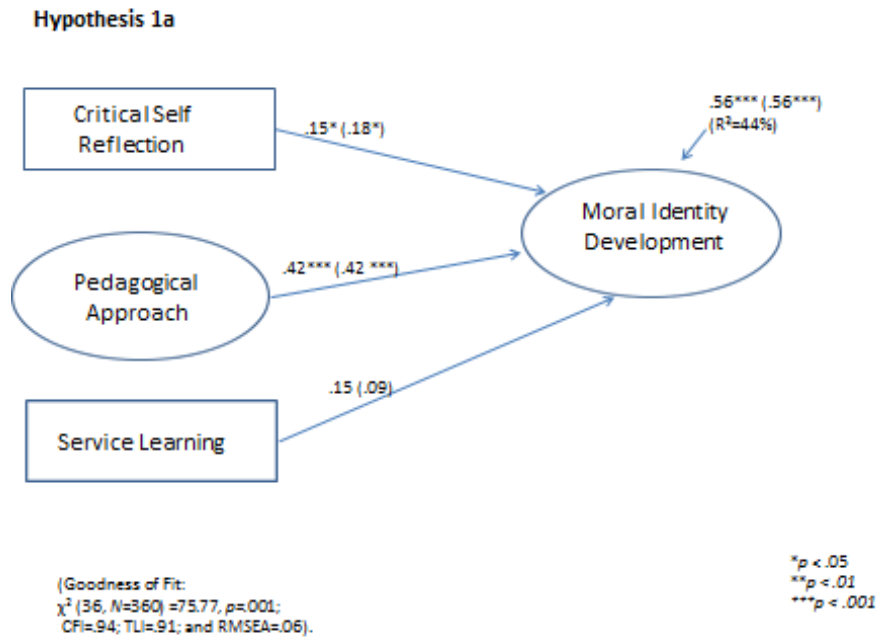 Hypothesis 1a
Critical Self
Reflection
.15* (.18*)
.56*** (.56***)
(R²=44%)
Moral Identity
Development
Pedagogical
Approach
.42*** (.42 ***)
.15 (.09)
Service Learning
(Goodness of Fit:
χ² (36, N=360) =75.77, p=.001;
CFI=.94; TLI=.91; and RMSEA=.06).
*p < .05
**p < .01
***p < .001